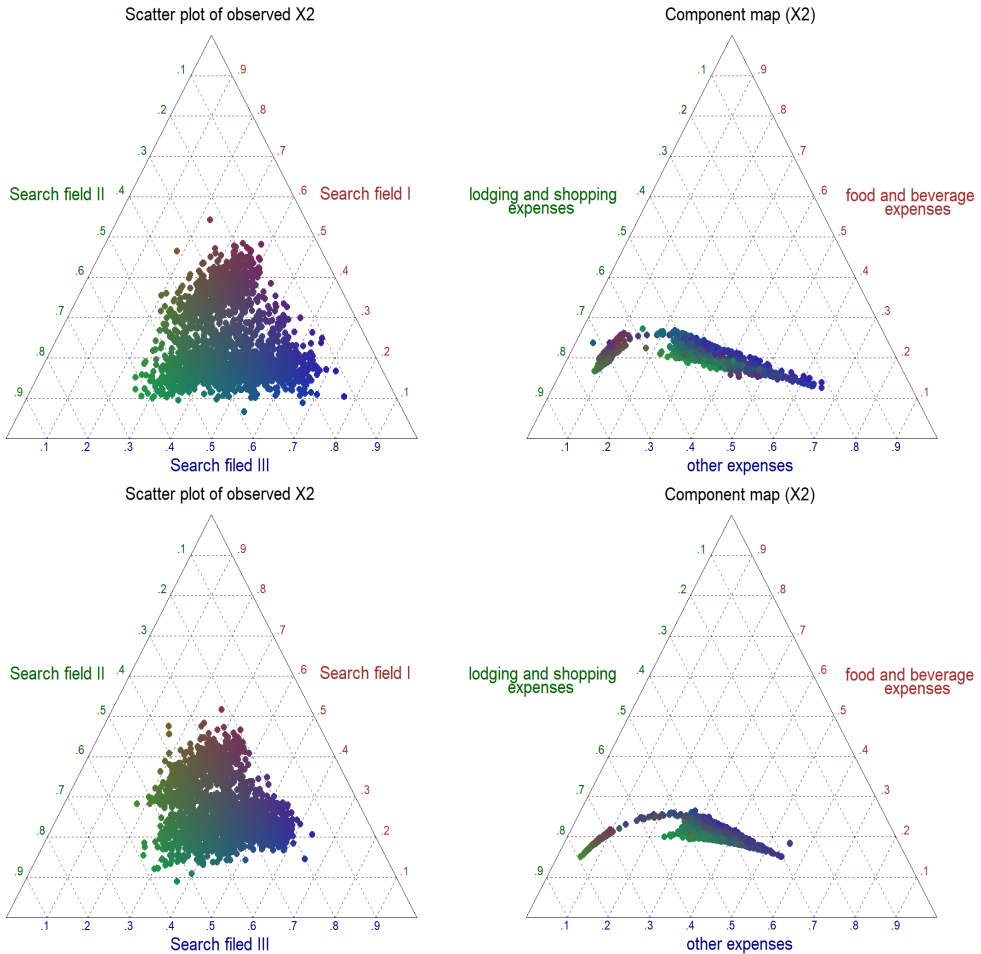 Scatter plot of observed X2
Component map (X2)
.1 .9
.1 .9
.2 .8
.2 .8
.3 .7
.3 .7
Search field II .4 .6 Search field I
lodging and shopping
expenses .4 .6 food and beverage
expenses
.5 .5
.5 .5
.6 .4
.6 .4
.7 .3
.7 .3
.8 .2
.8 .2
.9 .1
.9 .1
.1 .2 .3 .4 .5 .6 .7 .8 .9
.1 .2 .3 .4 .5 .6 .7 .8 .9
Search filed III
other expenses
Scatter plot of observed X2
Component map (X2)
.1 .9
.1 .9
.2 .8
.2 .8
.3 .7
.3 .7
Search field II .4 .6 Search field I
lodging and shopping
expenses .4 .6 food and beverage
expenses
.5 .5
.5 .5
.6 .4
.6 .4
.7 .3
.7 .3
.8 .2
.8 .2
.9 .1
.9 .1
.1 .2 .3 .4 .5 .6 .7 .8 .9
.1 .2 .3 .4 .5 .6 .7 .8 .9
Search filed III
other expenses